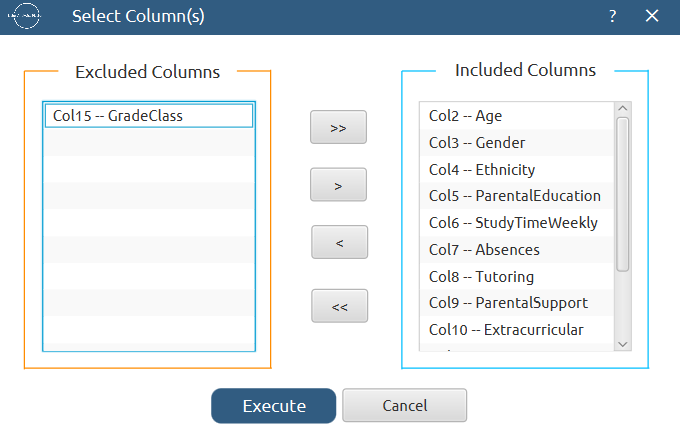 Select Column(s)
?
Excluded Columns
Included Columns
Col15 -- GradeClass
>>
>
<
<<
Col2 -- Age
Col3 -- Gender
Col4 -- Ethnicity
Col5 -- ParentalEducation
Col6 -- StudyTimeWeekly
Col7 -- Absences
Col8 -- Tutoring
Col9 -- ParentalSupport
Col10 -- Extracurricular
Execute
Cancel